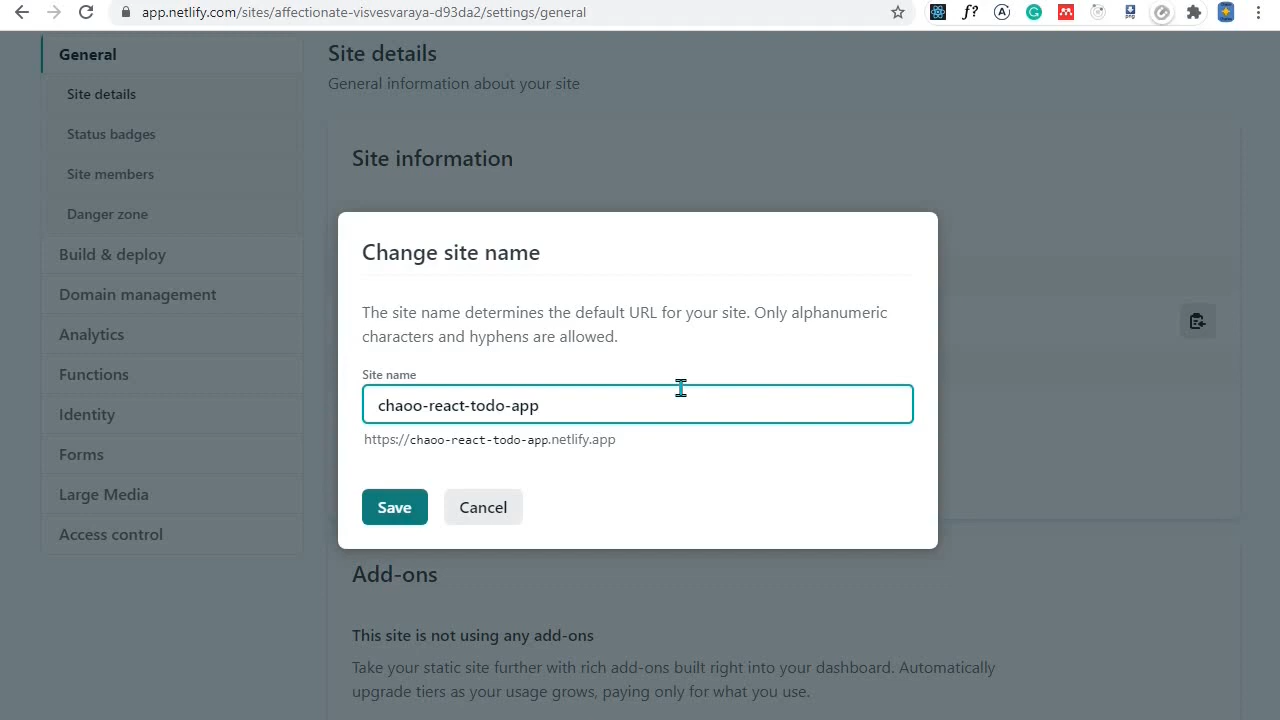 app.netlify.com/sites/affectionate-visvesvaraya-d93da2/settings/general
General
Site details
Status badges
Site members
Danger zone
Build & deploy
Domain management
Analytics
Functions
Identity
Forms
Large Media
Access control
Site details
General information about your site
Site information
Change site name
The site name determines the default URL for your site. Only alphanumeric
characters and hyphens are allowed.
Site name
chaoo-react-todo-app
https://chaoo-react-todo-app.netlify.app
Save Cancel
Add-ons
This site is not using any add-ons
Take your static site further with rich add-ons built right into your dashboard. Automatically
upgrade tiers as your usage grows, paying only for what you use.